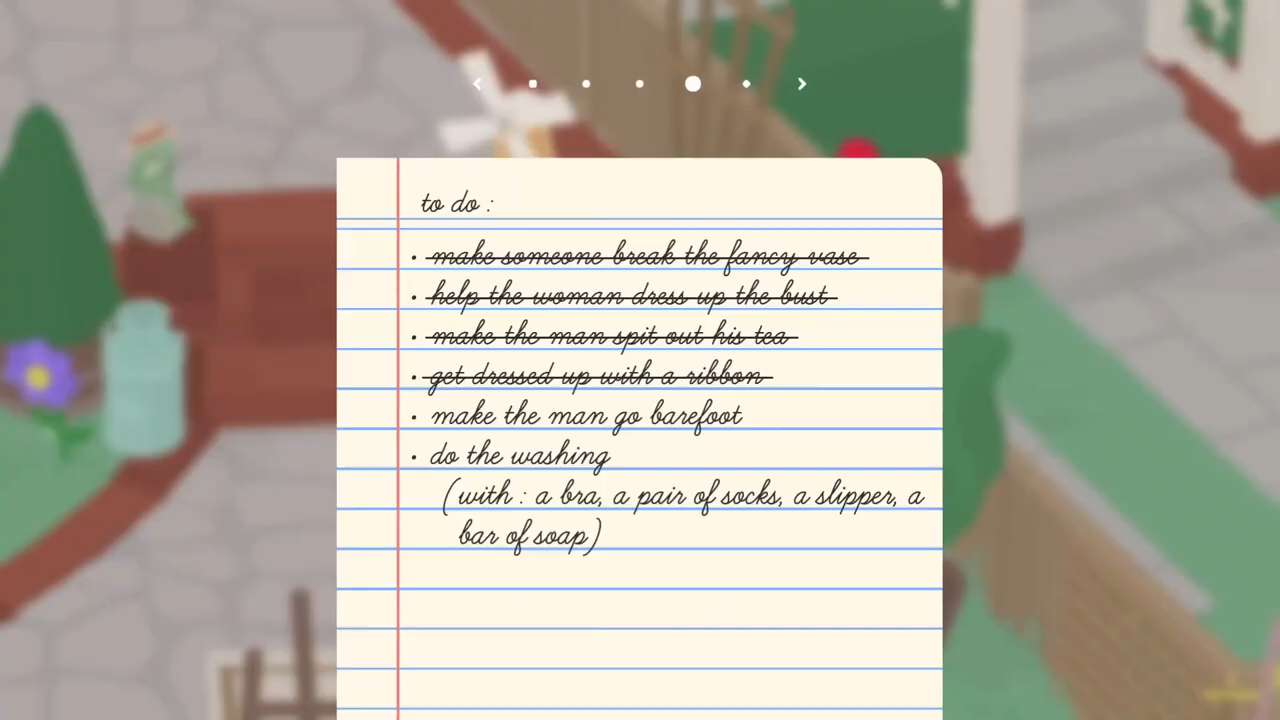 to do :
• make someone break the fancy vase
• help the woman dress up the bust
• make the man spit out his tea
• get dressed up with a ribbon
• make the man go barefoot
• do the washing
(with : a bra, a pair of socks, a slipper, a
bar of soap)